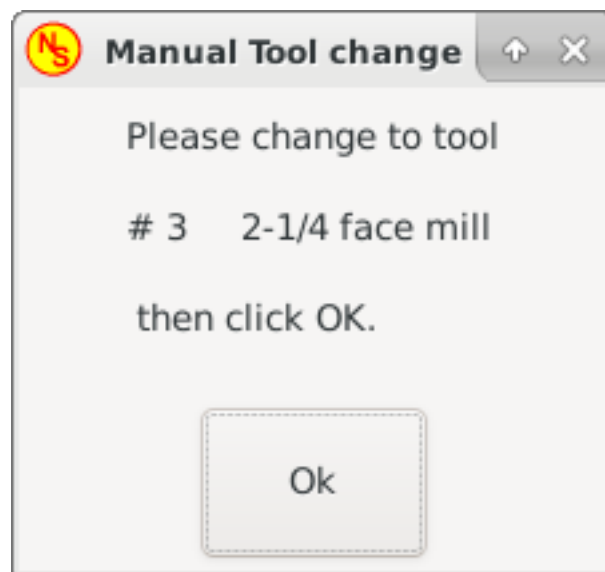 NS Manual Tool change
Please change to tool
# 3 2-1/4 face mill
then click OK.
Ok